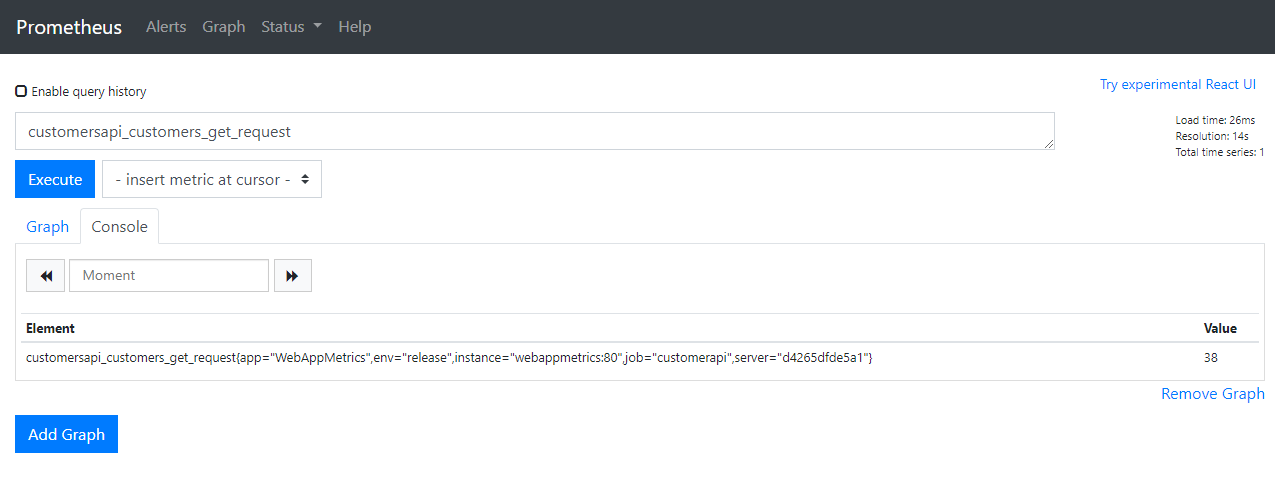 Prometheus Alerts Graph Status Help
Enable query history
Try experimental React UI
customersapi_customers_get_request
Load time: 26ms
Resolution: 14s
Total time series: 1
Execute
- insert metric at cursor -
Graph Console
Moment
Element Value
customersapi_customers_get_request{app="WebAppMetrics",env="release",instance="webappmetrics:80",job="customerapi",server="d4265dfde5a1"} 38
Remove Graph
Add Graph